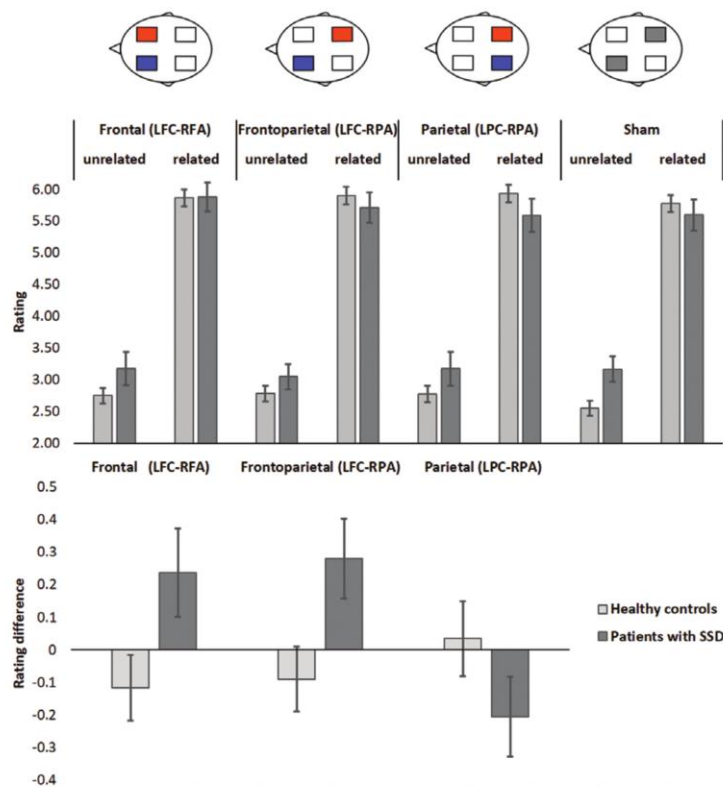 Frontal (LFC-RFA) Frontoparietal (LFC-RPA) Parietal (LPC-RPA) Sham
unrelated related unrelated related unrelated related unrelated related
6.00
5.50
5.00
4.50
4.00
3.50
3.00
2.50
2.00
Rating
Frontal (LFC-RFA) Frontoparietal (LFC-RPA) Parietal (LPC-RPA)
0.5
0.4
0.3
0.2
0.1
0
-0.1
-0.2
-0.3
-0.4
Rating difference
Healthy controls
Patients with SSD